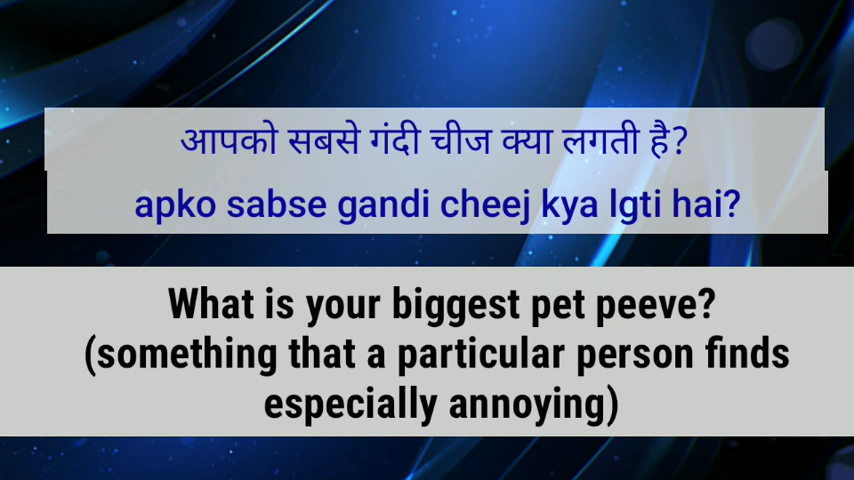 आपको सबसे गंदी चीज क्या लगती है?
apko sabse gandi cheej kya lgti hai?
What is your biggest pet peeve?
(something that a particular person finds
especially annoying)